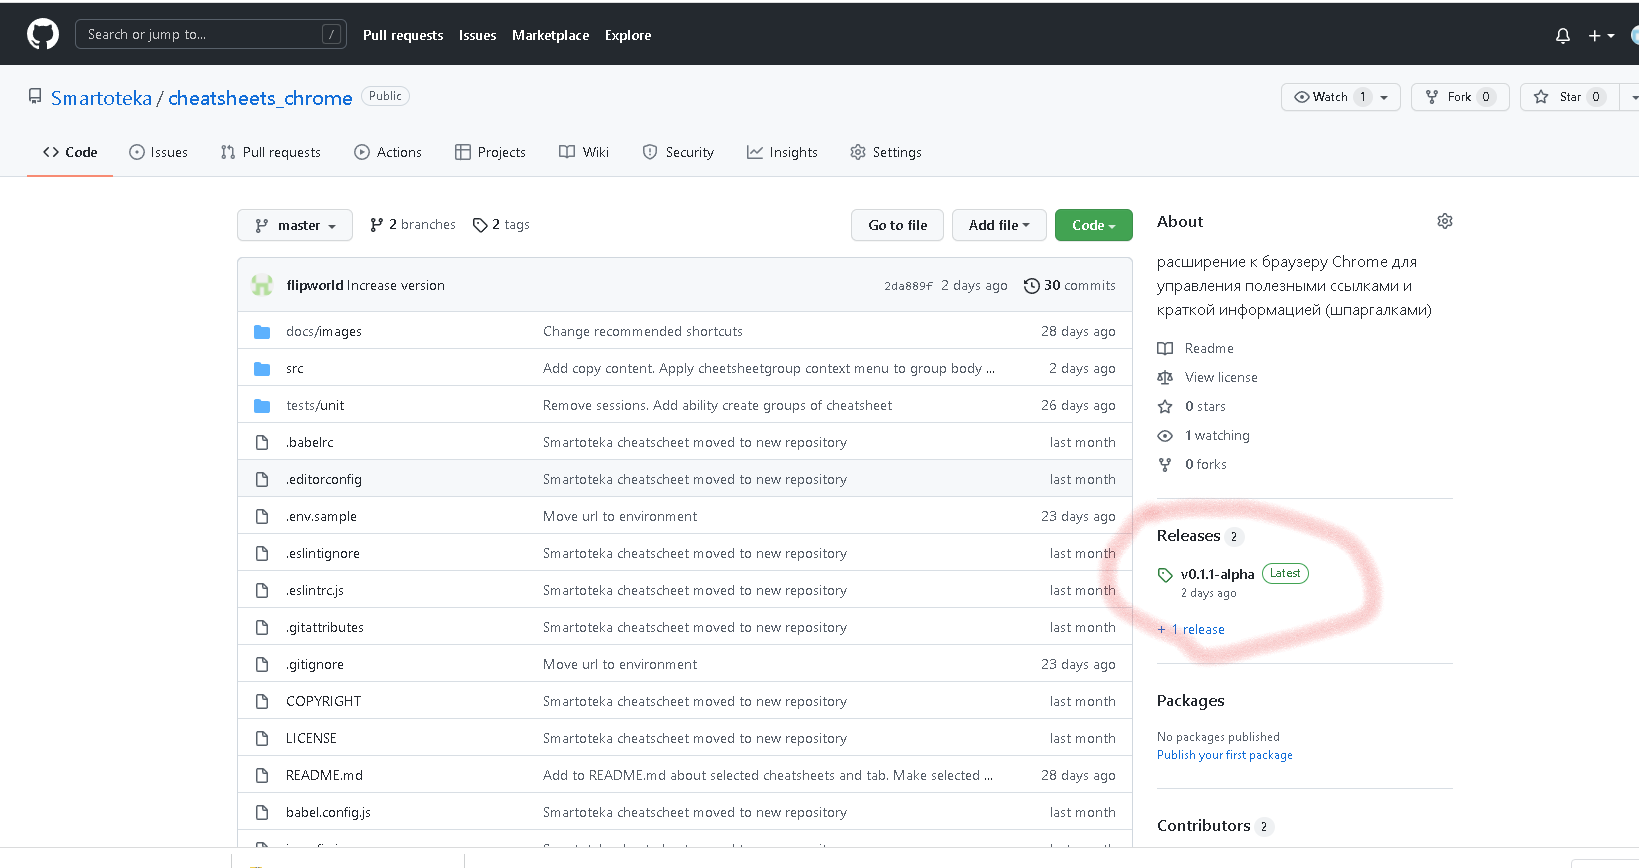 Search or jump to... / Pull requests Issues Marketplace Explore
Smartoteka / cheatsheets_chrome Public Watch 1 Fork 0 Star 0
Code Issues Pull requests Actions Projects Wiki Security Insights Settings
master 2 branches 2 tags Go to file Add file Code
flipworld Increase version 2da889f 2 days ago 30 commits
docs/images Change recommended shortcuts 28 days ago
src Add copy content. Apply cheetsheetgroup context menu to group body ... 2 days ago
tests/unit Remove sessions. Add ability create groups of cheatsheet 26 days ago
.babelrc Smartoteka cheatscheet moved to new repository last month
.editorconfig Smartoteka cheatscheet moved to new repository last month
.env.sample Move url to environment 23 days ago
.eslintignore Smartoteka cheatscheet moved to new repository last month
.eslintrc.js Smartoteka cheatscheet moved to new repository last month
.gitattributes Smartoteka cheatscheet moved to new repository last month
.gitignore Move url to environment 23 days ago
COPYRIGHT Smartoteka cheatscheet moved to new repository last month
LICENSE Smartoteka cheatscheet moved to new repository last month
README.md Add to README.md about selected cheatsheets and tab. Make selected ... 28 days ago
babel.config.js Smartoteka cheatscheet moved to new repository last month
About
расширение к браузеру Chrome для
управления полезными ссылками и
краткой информацией (шпаргалками)
Readme
View license
0 stars
1 watching
0 forks
Releases 2
v0.1.1-alpha Latest
2 days ago
+ 1 release
Packages
No packages published
Publish your first package
Contributors 2